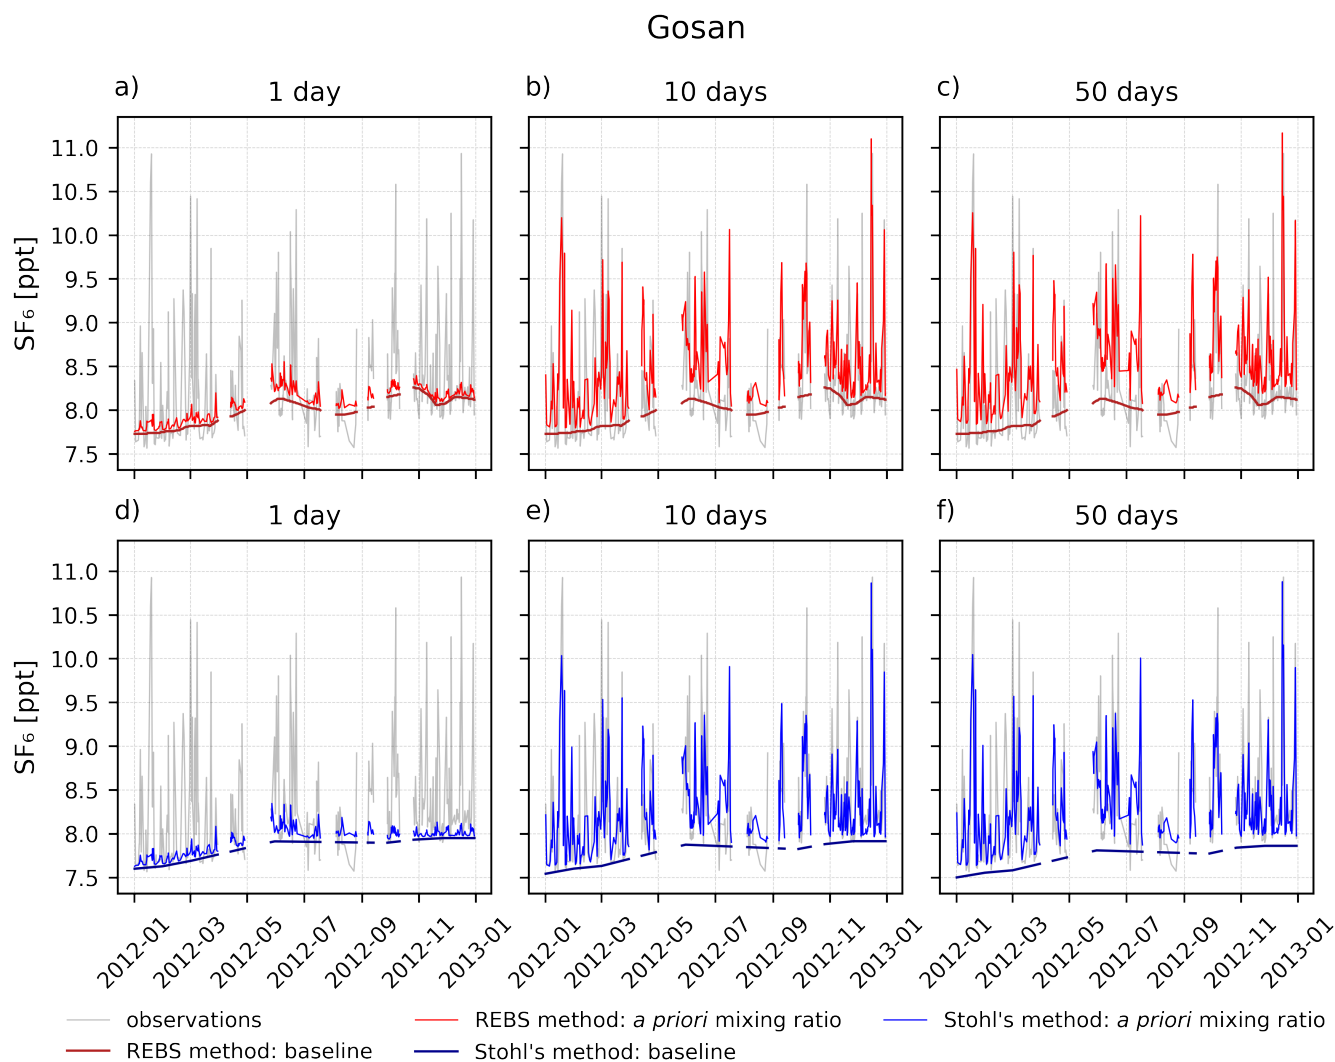 Gosan
a) 1 day
b) 10 days
c) 50 days
SF₆ [ppt]
11.0
10.5
10.0
9.5
9.0
8.5
8.0
7.5
d) 1 day
e) 10 days
f) 50 days
SF₆ [ppt]
11.0
10.5
10.0
9.5
9.0
8.5
8.0
7.5
2012-01 2012-03 2012-05 2012-07 2012-09 2012-11 2013-01
2012-01 2012-03 2012-05 2012-07 2012-09 2012-11 2013-01
2012-01 2012-03 2012-05 2012-07 2012-09 2012-11 2013-01
observations
REBS method: a priori mixing ratio
Stohl's method: a priori mixing ratio
REBS method: baseline
Stohl's method: baseline